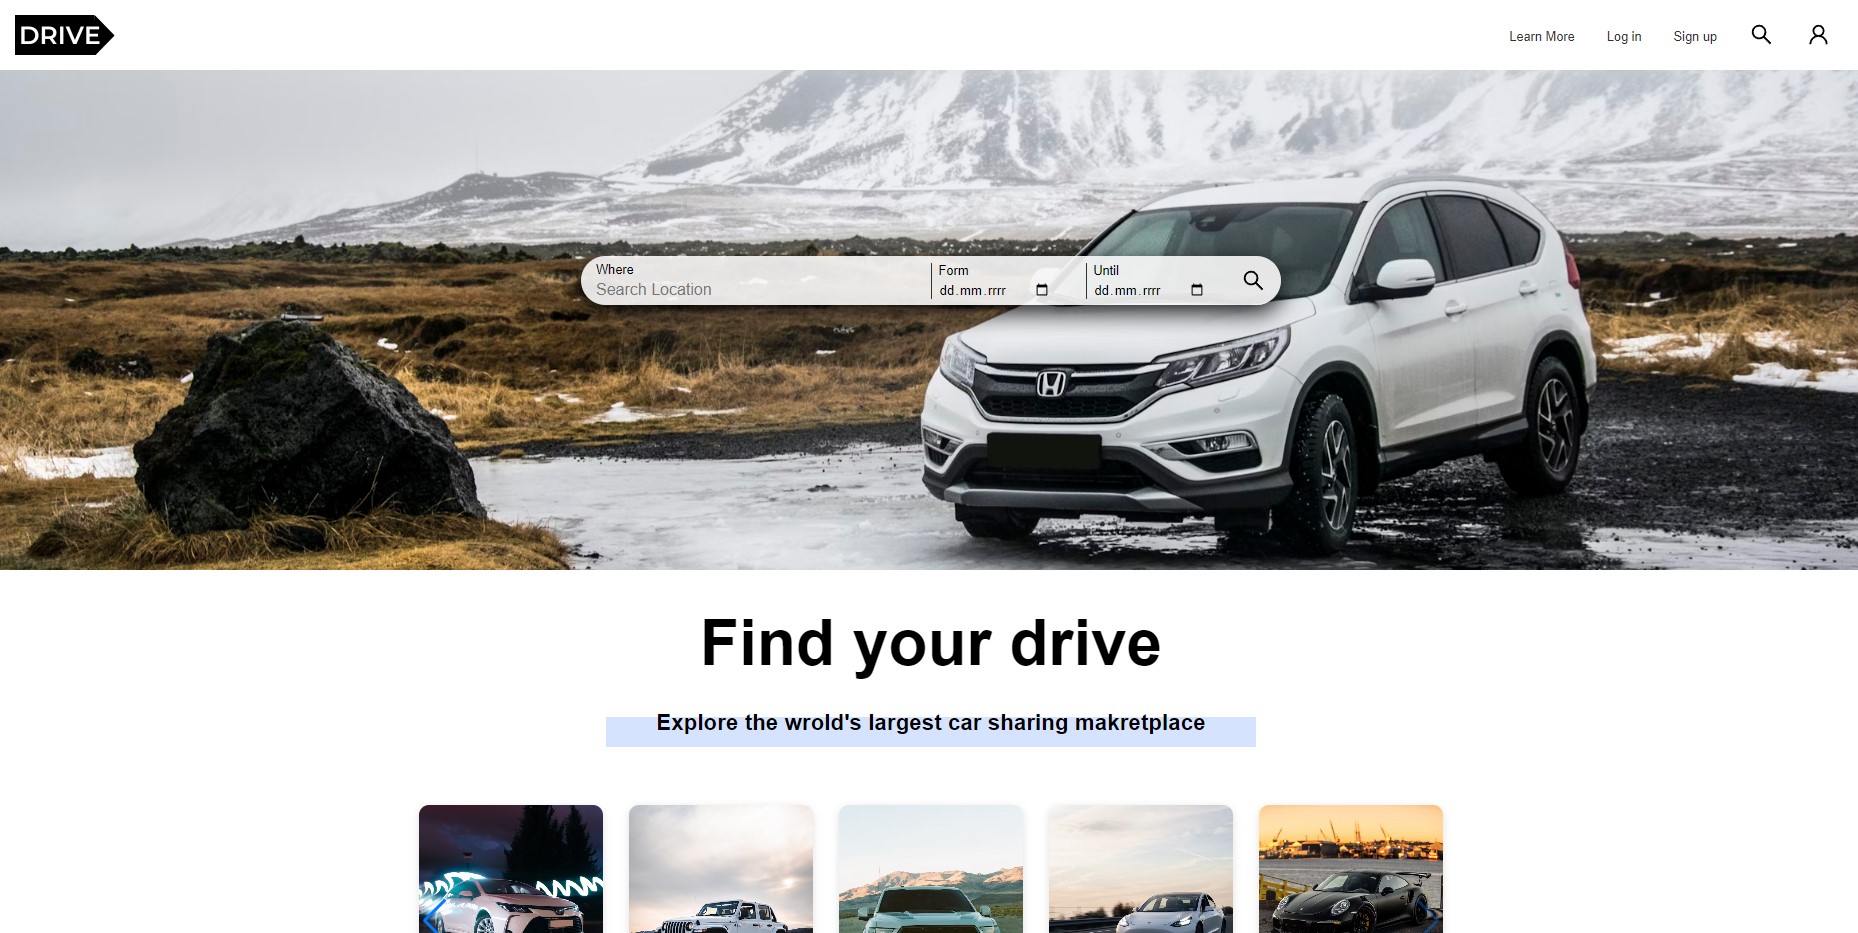 DRIVE
Learn More Log in Sign up
Where Form Until
Search Location dd.mm.rrrr dd.mm.rrrr
Find your drive
Explore the wrold's largest car sharing makretplace